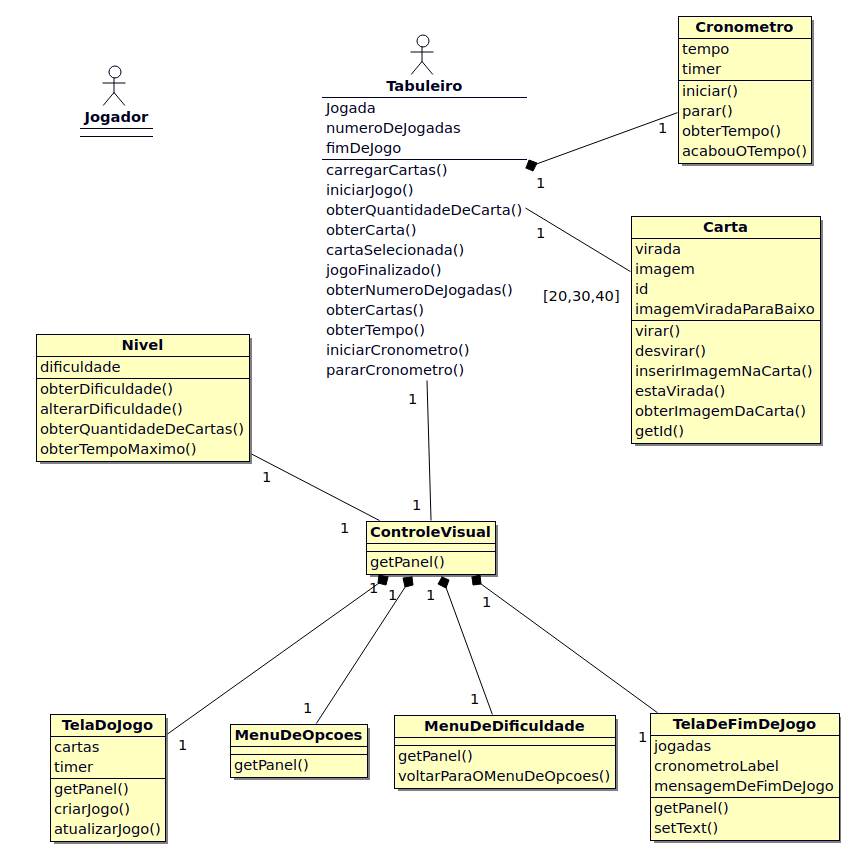 Jogador
Tabuleiro
Jogada
numeroDeJogadas
fimDeJogo
carregarCartas()
iniciarJogo()
obterQuantidadeDeCarta()
obterCarta()
cartaSelecionada()
jogoFinalizado()
obterNumeroDeJogadas()
obterCartas()
obterTempo()
iniciarCronometro()
pararCronometro()
Cronometro
tempo
timer
iniciar()
parar()
obterTempo()
acabouOTempo()
1
1
1
[20,30,40]
Carta
virada
imagem
id
imagemViradaParaBaixo
virar()
desvirar()
inserirImagemNaCarta()
estaVirada()
obterImagemDaCarta()
getId()
Nivel
dificuldade
obterDificuldade()
alterarDificuldade()
obterQuantidadeDeCartas()
obterTempoMaximo()
1
1
1
1
ControleVisual
getPanel()
1
1
1
1
1
1
1
1
TelaDoJogo
cartas
timer
getPanel()
criarJogo()
atualizarJogo()
MenuDeOpcoes
getPanel()
MenuDeDificuldade
getPanel()
voltarParaOMenuDeOpcoes()
TelaDeFimDeJogo
jogadas
cronometroLabel
mensagemDeFimDeJogo
getPanel()
setText()